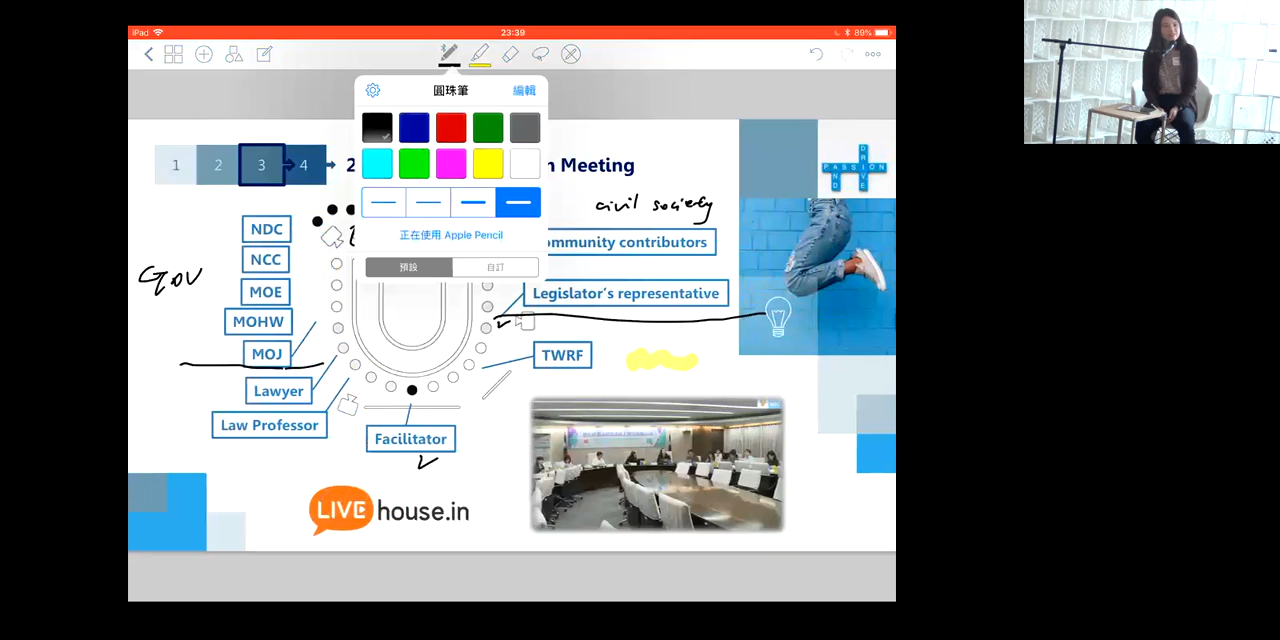 iPad 23:39 89%
圓珠筆 編輯
正在使用 Apple Pencil
預設 自訂
1 2 3 4 2 n Meeting
PASSION
DRIVE
AND
civil society
NDC
NCC
MOE
MOHW
MOJ
Gov
Lawyer
Law Professor
Facilitator
ommunity contributors
Legislator's representative
TWRF
LIVE house.in